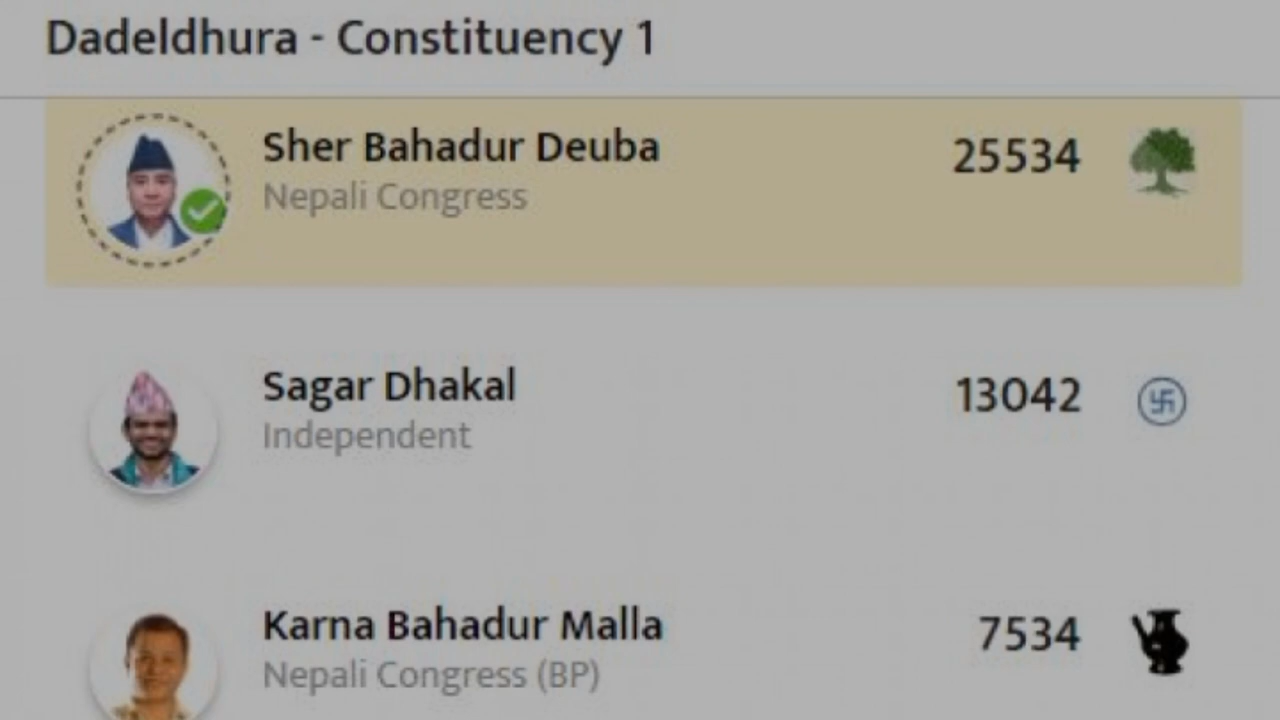 Dadeldhura - Constituency 1
Sher Bahadur Deuba 25534
Nepali Congress
Sagar Dhakal 13042
Independent
Karna Bahadur Malla 7534
Nepali Congress (BP)